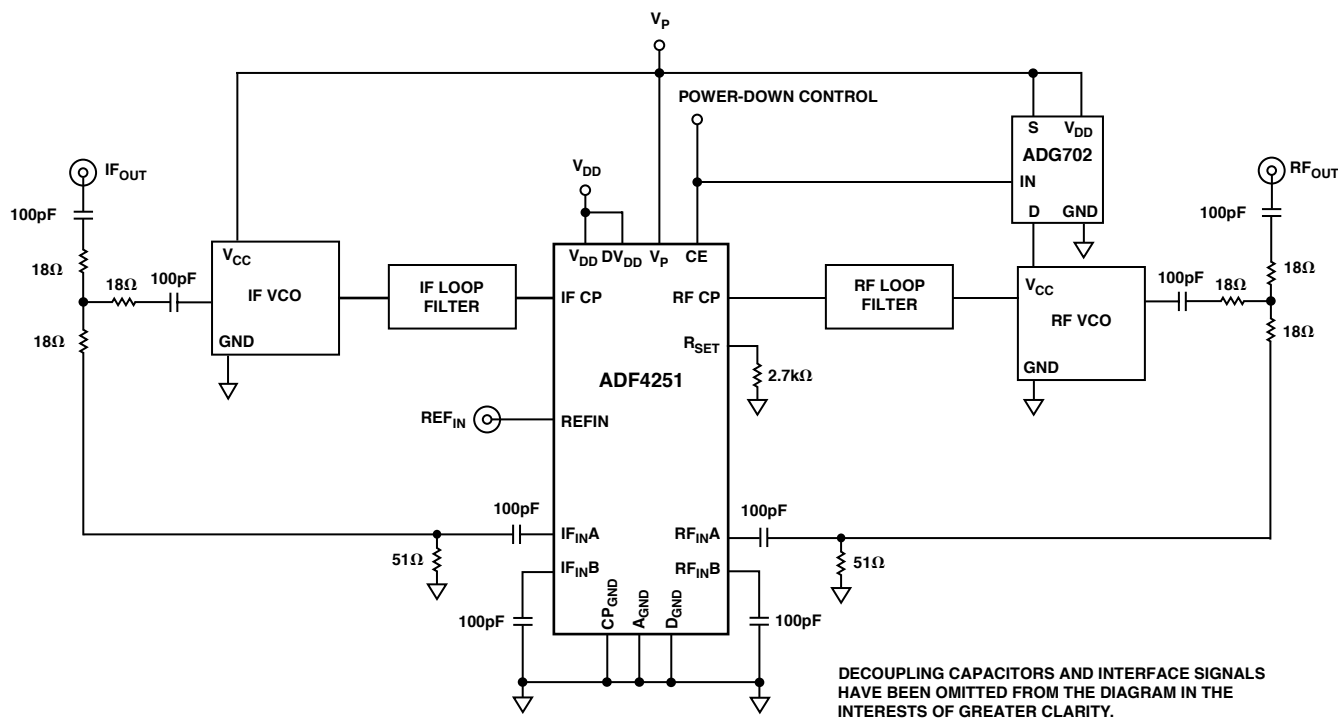 VP
POWER-DOWN CONTROL
S VDD
ADG702
IN
D GND
IFOUT
RFOUT
VDD
100pF
100pF
18Ω
18Ω 100pF
18Ω
VCC
IF VCO
GND
IF LOOP
FILTER
VDD DVDD VP CE
IF CP
RF CP
RF LOOP
FILTER
VCC
RF VCO
GND
100pF 18Ω
18Ω
18Ω
RSET
2.7kΩ
ADF4251
REFIN
REFIN
100pF
IFINA
RFINA
100pF
51Ω
51Ω
IFINB
RFINB
100pF
CPGND
AGND
DGND
100pF
DECOUPLING CAPACITORS AND INTERFACE SIGNALS
HAVE BEEN OMITTED FROM THE DIAGRAM IN THE
INTERESTS OF GREATER CLARITY.